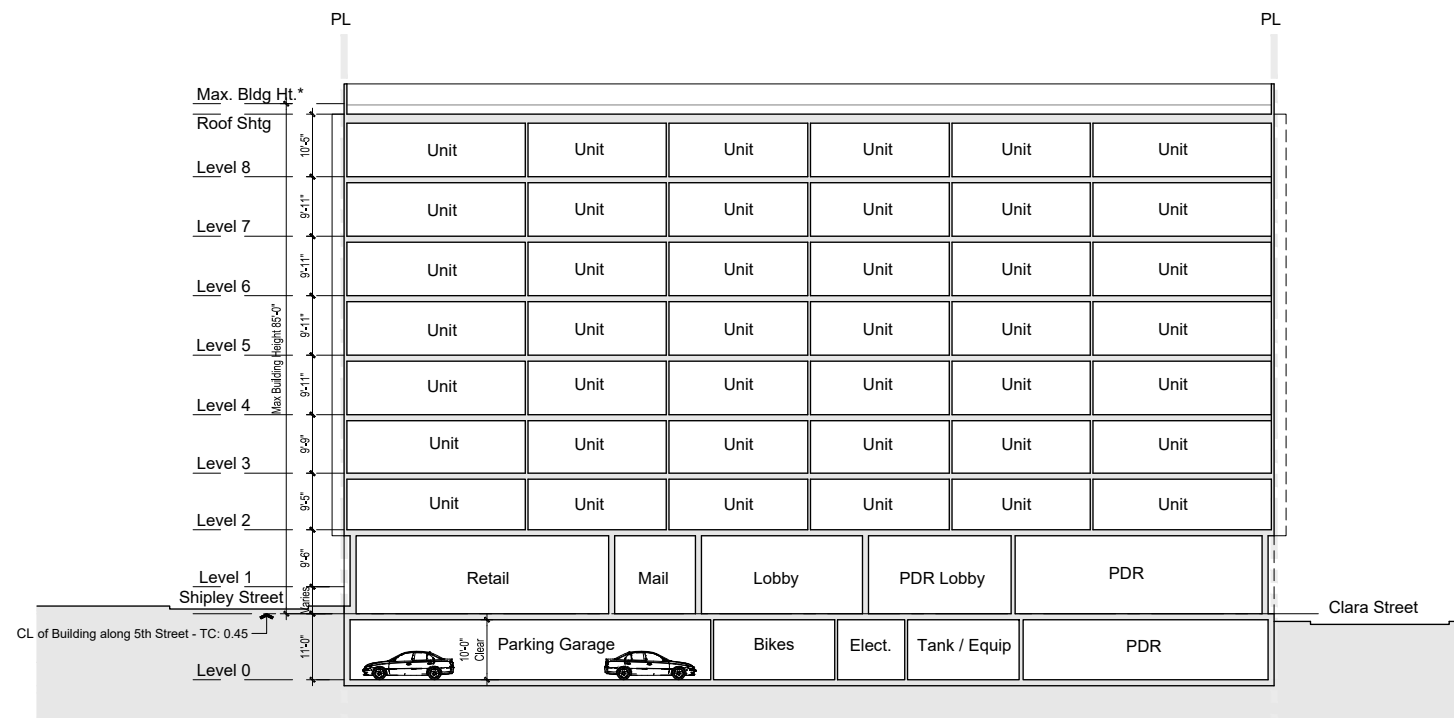 PL PL
Max. Bldg Ht.*
Roof Shtg
10'-5"
Unit Unit Unit Unit Unit Unit
Level 8
9'-11"
Unit Unit Unit Unit Unit Unit
Level 7
9'-11"
Unit Unit Unit Unit Unit Unit
Level 6
9'-11"
Unit Unit Unit Unit Unit Unit
Level 5
Max Building Height 85'-0"
9'-11"
Unit Unit Unit Unit Unit Unit
Level 4
9'-9"
Unit Unit Unit Unit Unit Unit
Level 3
9'-5"
Unit Unit Unit Unit Unit Unit
Level 2
9'-6"
Retail Mail Lobby PDR Lobby PDR
Level 1
Varies
Shipley Street Clara Street
CL of Building along 5th Street - TC: 0.45
11'-0"
10'-0"
Clear
Parking Garage Bikes Elect. Tank / Equip PDR
Level 0